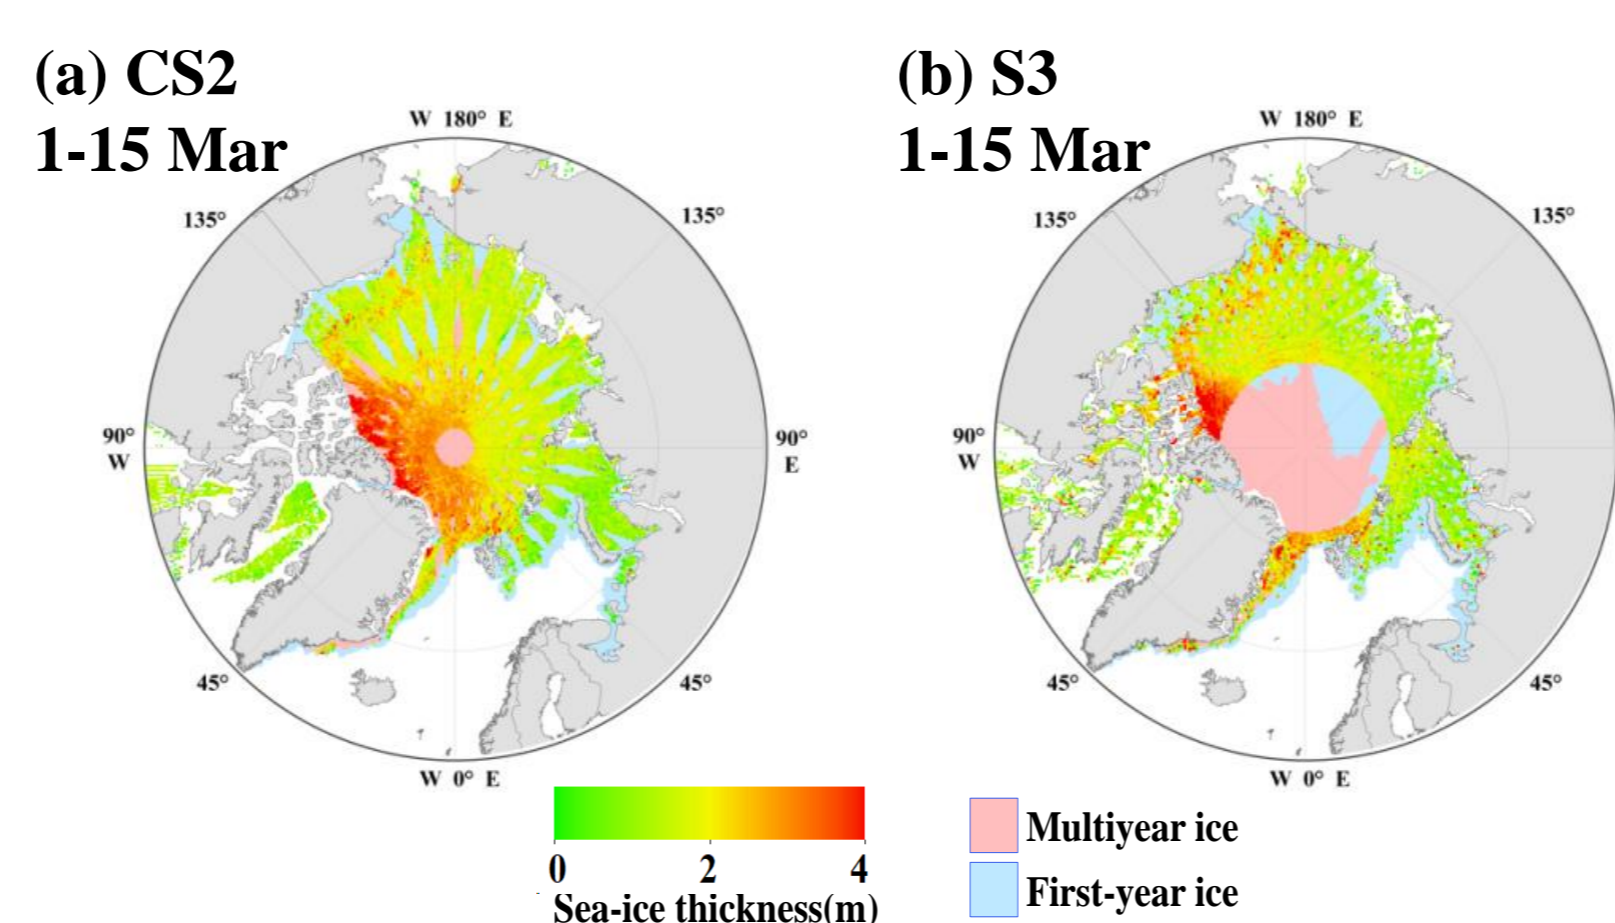 (a) CS2
1-15 Mar
W 180° E
135°
135°
90°
W
90°
E
45°
45°
W 0° E
(b) S3
1-15 Mar
W 180° E
135°
135°
90°
W
45°
45°
W 0° E
0 2 4
Sea-ice thickness(m)
Multiyear ice
First-year ice